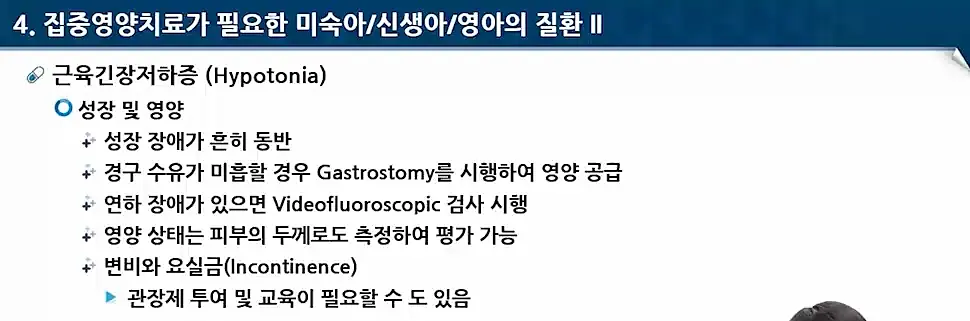 4. 집중영양치료가 필요한 미숙아/신생아/영아의 질환 II
근육긴장저하증 (Hypotonia)
성장 및 영양
성장 장애가 흔히 동반
경구 수유가 미흡할 경우 Gastrostomy를 시행하여 영양 공급
연하 장애가 있으면 Videofluoroscopic 검사 시행
영양 상태는 피부의 두께로도 측정하여 평가 가능
변비와 요실금(Incontinence)
관장제 투여 및 교육이 필요할 수 도 있음